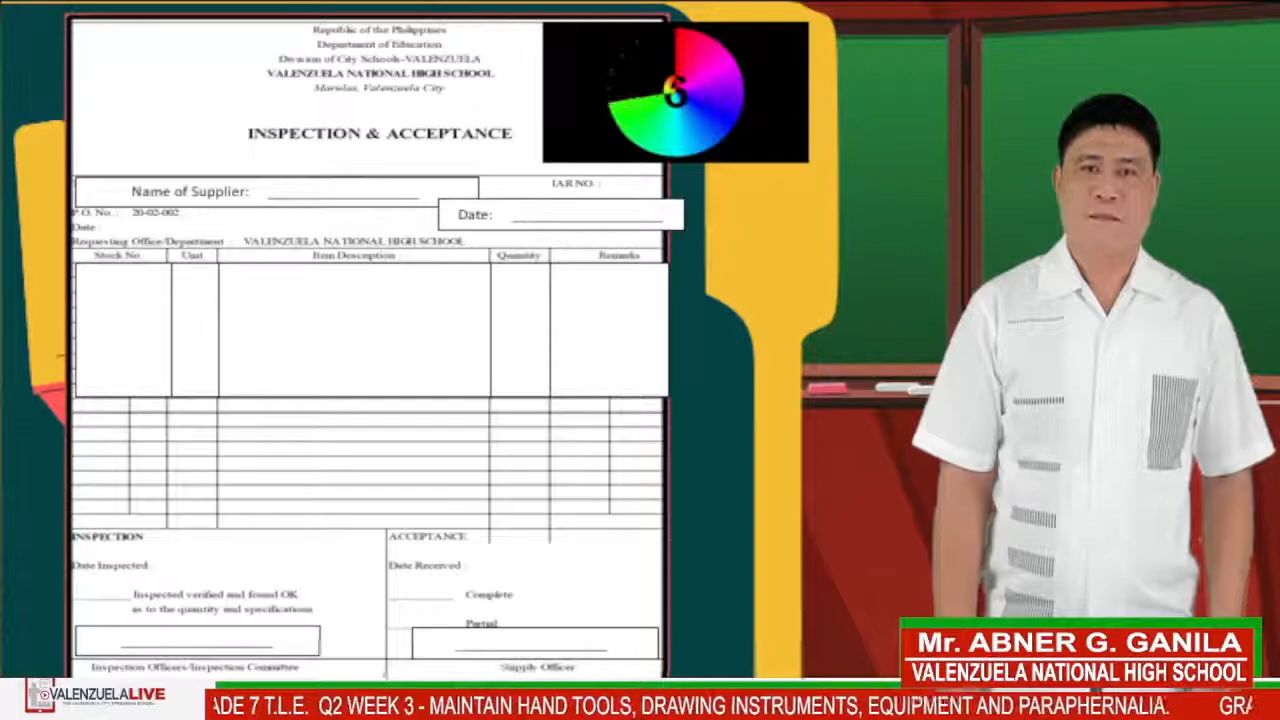 Republic of the Philippines
Department of Education
Division of City Schools-VALENZUELA
VALENZUELA NATIONAL HIGH SCHOOL
Marulas, Valenzuela City
INSPECTION & ACCEPTANCE
6
Name of Supplier:
IAR NO. :
P.O. No. : 20-02-002
Date:
Date :
Requesting Office/Department : VALENZUELA NATIONAL HIGH SCHOOL
Stock No. Unit Item Description Quantity Remarks
INSPECTION ACCEPTANCE
Date Inspected : Date Received :
Inspected verified and found OK Complete
as to the quantity and specifications
Partial
Inspection Officers/Inspection Committee Supply Officer
Mr. ABNER G. GANILA
VALENZUELA NATIONAL HIGH SCHOOL
VALENZUELALIVE
ADE 7 T.L.E. Q2 WEEK 3 - MAINTAIN HAND TOOLS, DRAWING INSTRUMENTS, EQUIPMENT AND PARAPHERNALIA. GRA